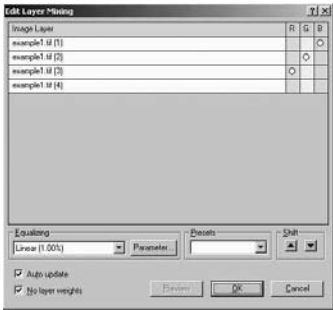 Edit Layer Mixing
Image Layer R G B
example1.tif (1)
example1.tif (2)
example1.tif (3)
example1.tif (4)
Equalizing Presets Shift
Linear (1.00%) Parameter...
Auto update
No layer weights Preview OK Cancel